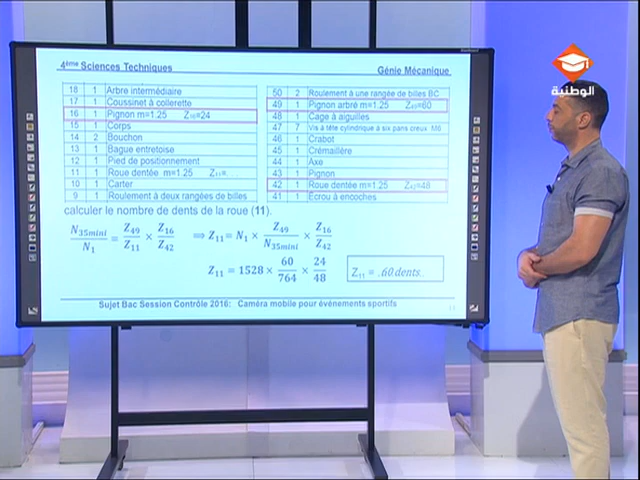 الوطنية
4ème Sciences Techniques
Génie Mécanique
18 1 Arbre intermédiaire
17 1 Coussinet à collerette
16 1 Pignon m=1.25 Z16=24
15 1 Corps
14 2 Bouchon
13 1 Bague entretoise
12 1 Pied de positionnement
11 1 Roue dentée m=1.25 Z11=...
10 1 Carter
9 1 Roulement à deux rangées de billes
50 2 Roulement à une rangée de billes BC
49 1 Pignon arbré m=1.25 Z49=60
48 1 Cage à aiguilles
47 7 Vis à tête cylindrique à six pans creux M6
46 1 Crabot
45 1 Crémaillère
44 1 Axe
43 1 Pignon
42 1 Roue dentée m=1.25 Z42=48
41 1 Ecrou à encoches
calculer le nombre de dents de la roue (11).
N35mini/N1 = Z49/Z11 × Z16/Z42 ⟹ Z11 = N1 × Z49/N35mini × Z16/Z42
Z11 = 1528 × 60/764 × 24/48
Z11 = .60 dents..
Sujet Bac Session Contrôle 2016: Caméra mobile pour événements sportifs